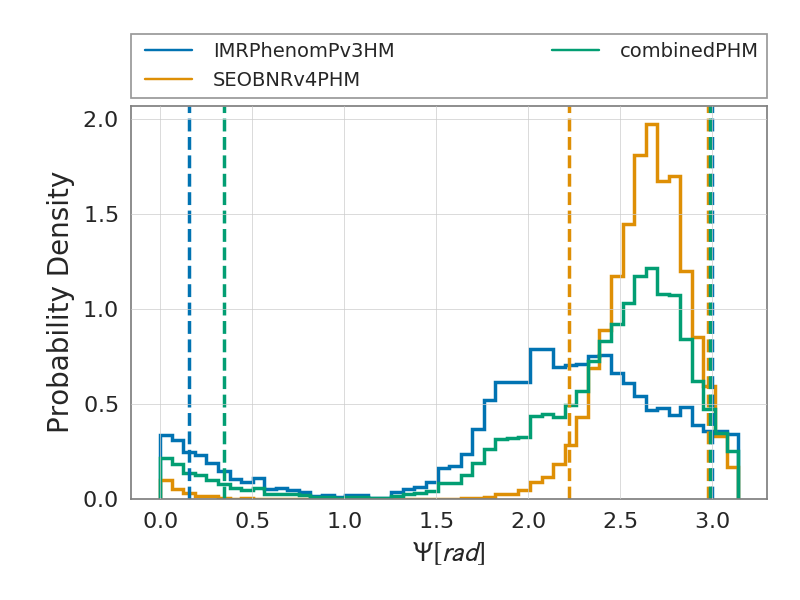 IMRPhenomPv3HM
SEOBNRv4PHM
combinedPHM
2.0
1.5
1.0
0.5
0.0
Probability Density
0.0 0.5 1.0 1.5 2.0 2.5 3.0
Ψ[rad]